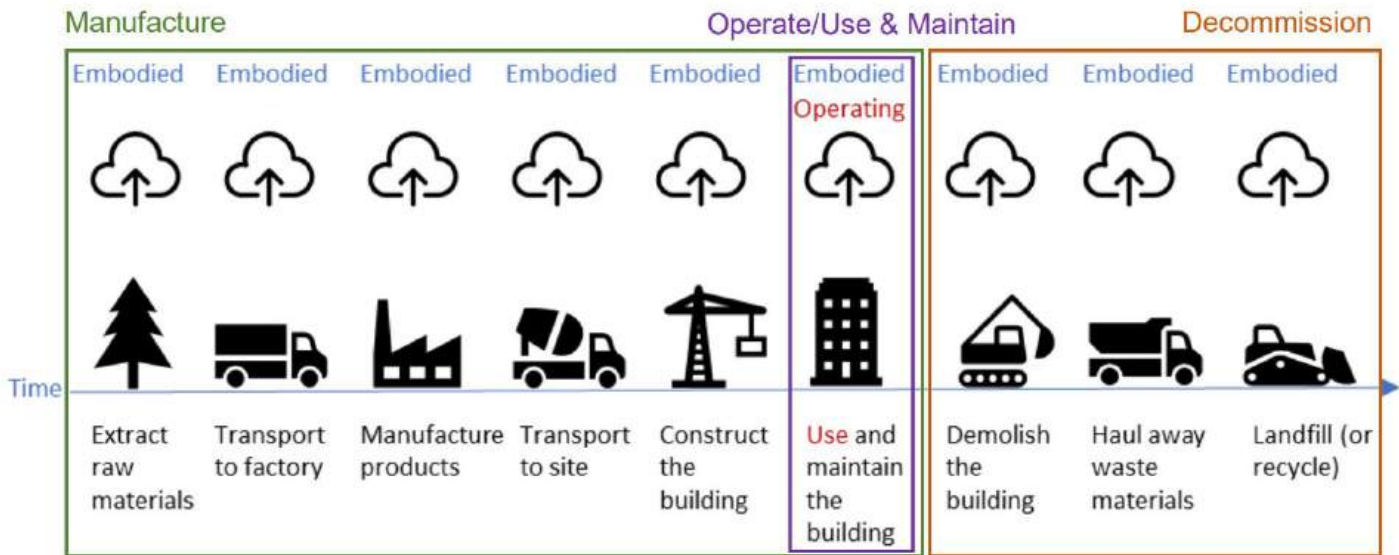 Manufacture
Operate/Use & Maintain
Decommission
Embodied
Embodied
Embodied
Embodied
Embodied
Embodied
Operating
Embodied
Embodied
Embodied
Time
Extract
raw
materials
Transport
to factory
Manufacture
products
Transport
to site
Construct
the
building
Use and
maintain
the
building
Demolish
the
building
Haul away
waste
materials
Landfill (or
recycle)